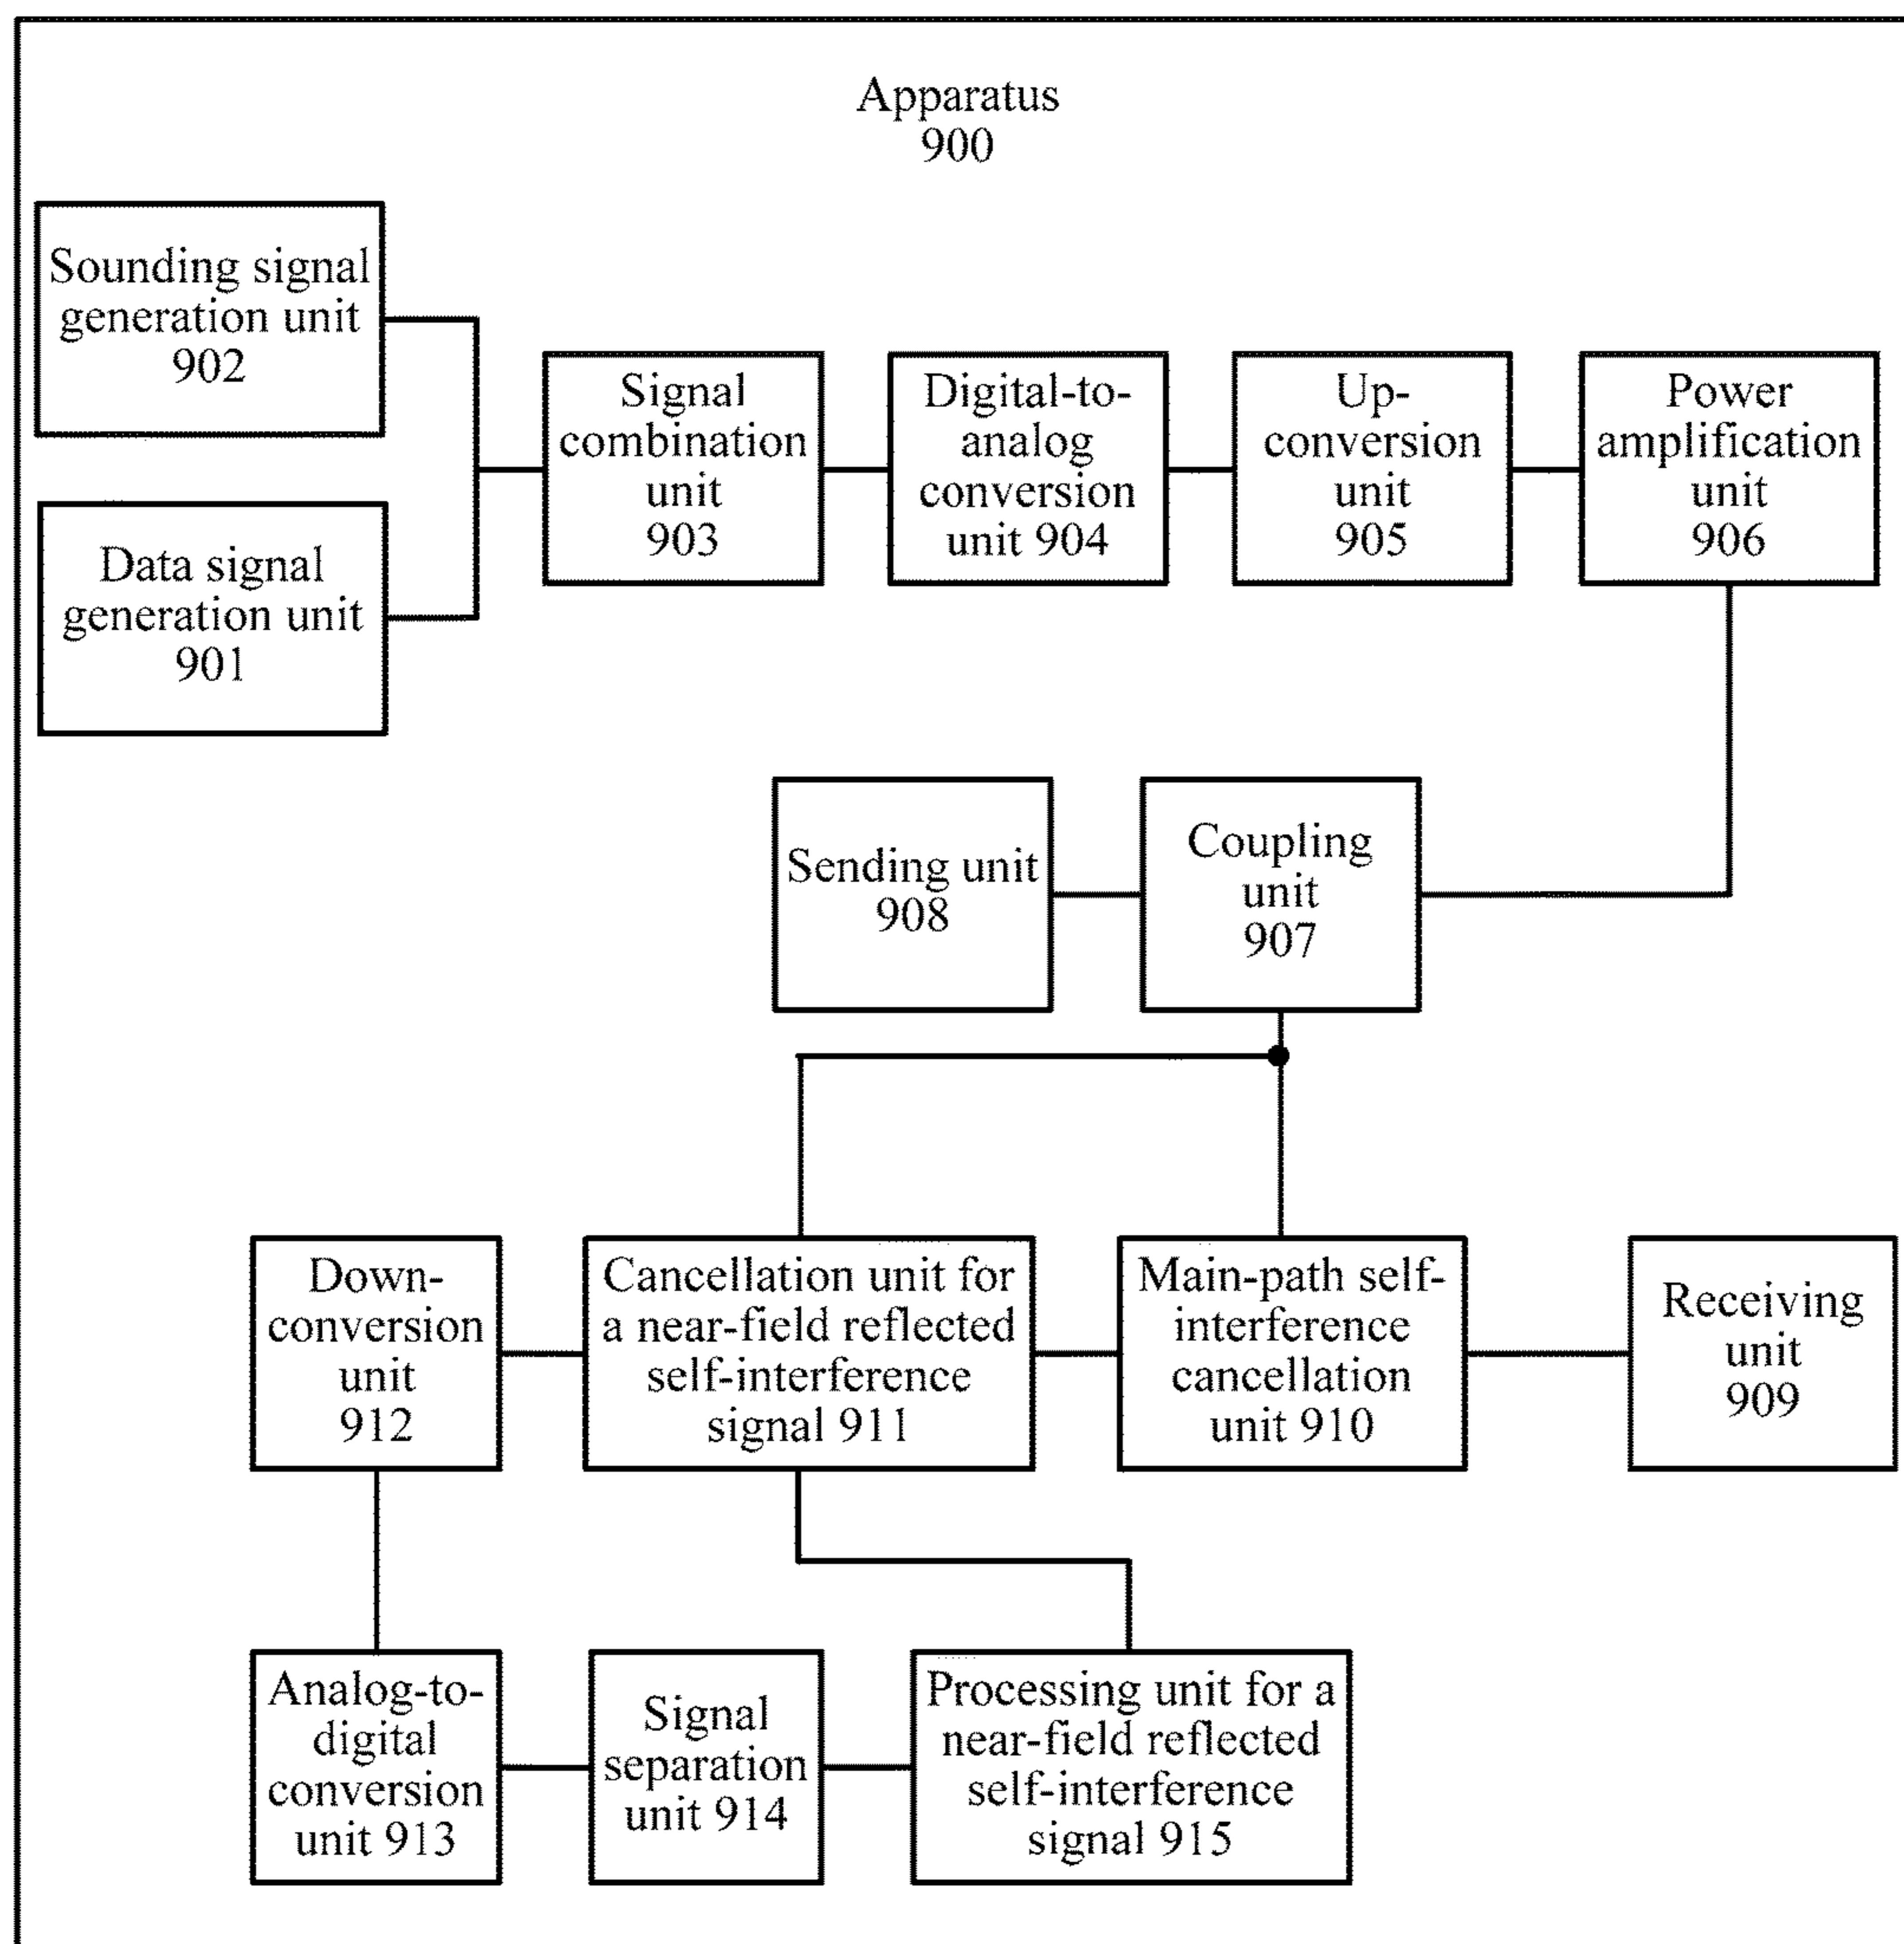 Apparatus
900
Sounding signal
generation unit
902
Data signal
generation unit
901
Signal
combination
unit
903
Digital-to-
analog
conversion
unit 904
Up-
conversion
unit
905
Power
amplification
unit
906
Sending unit
908
Coupling
unit
907
Down-
conversion
unit
912
Cancellation unit for
a near-field reflected
self-interference
signal 911
Main-path self-
interference
cancellation
unit 910
Receiving
unit
909
Analog-to-
digital
conversion
unit 913
Signal
separation
unit 914
Processing unit for a
near-field reflected
self-interference
signal 915